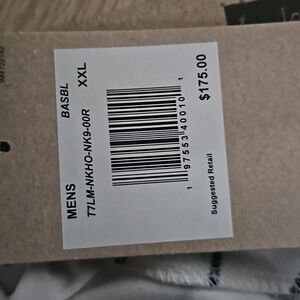 MENS BASBL
T7LM-NKHO-NK9-00R XXL
1 97553 40010 1
$175.00
Suggested Retail